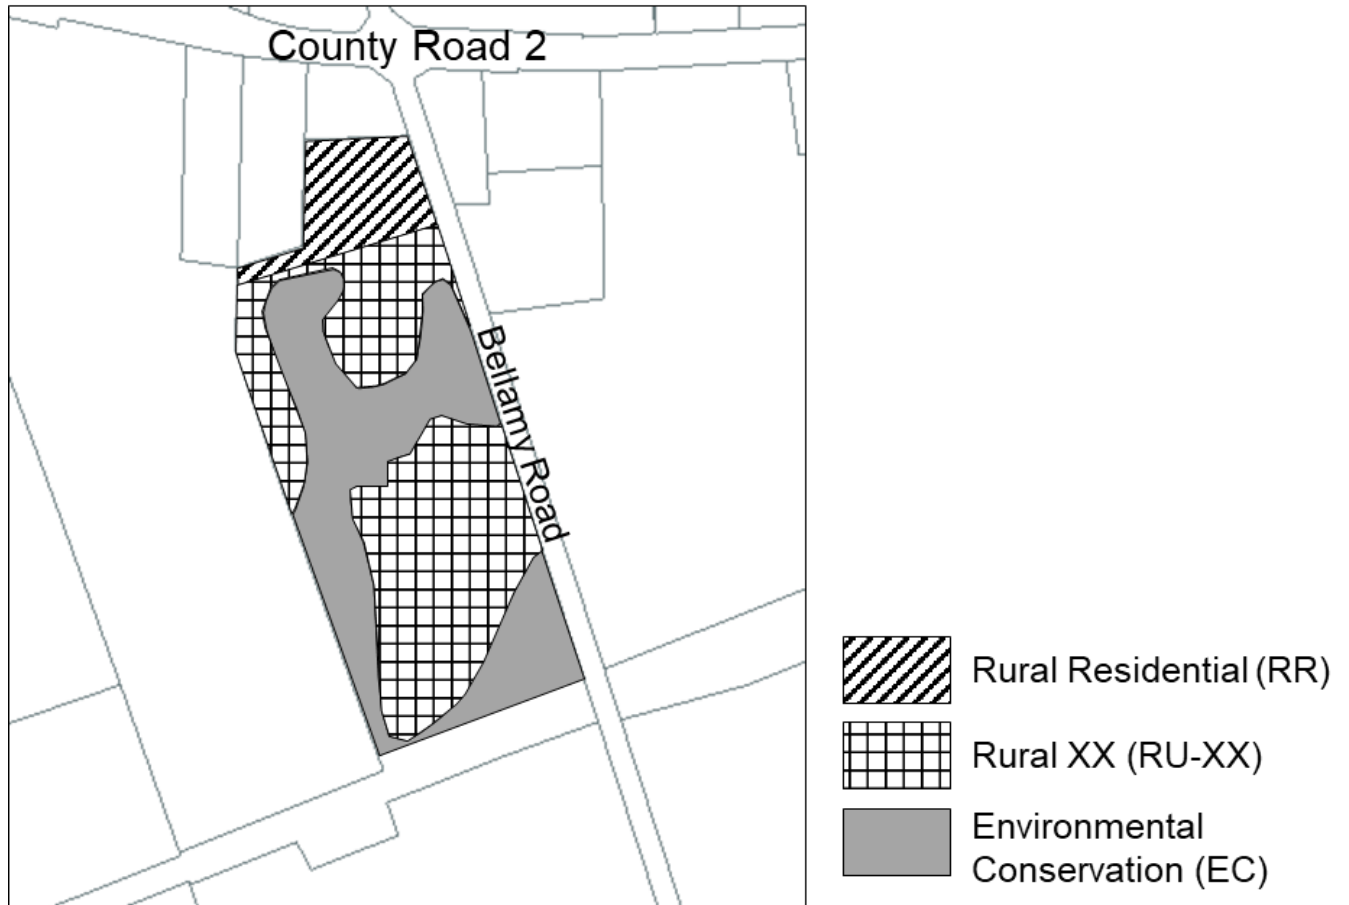 County Road 2
Bellamy Road
Rural Residential (RR)
Rural XX (RU-XX)
Environmental
Conservation (EC)